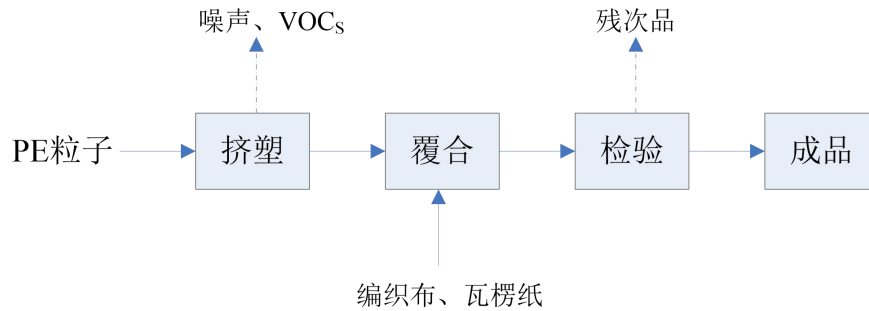 噪声、VOCS
残次品
PE粒子
挤塑
覆合
检验
成品
编织布、瓦楞纸